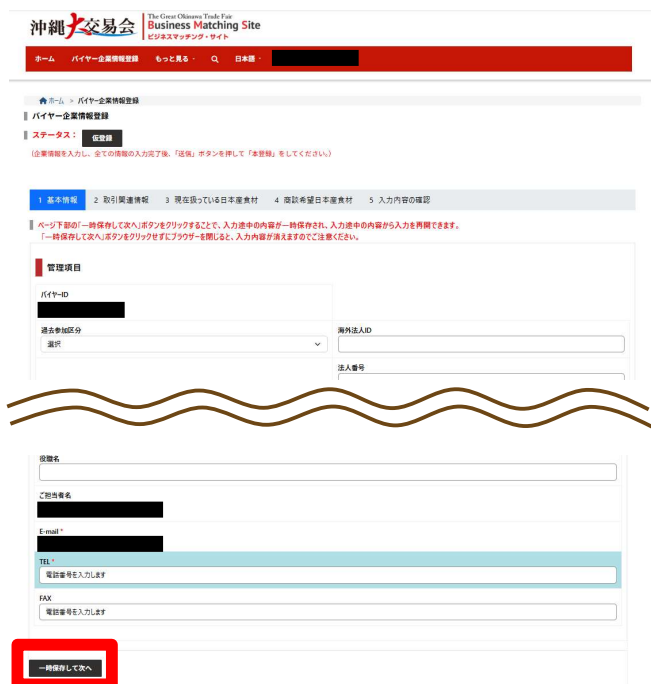 沖縄大交易会
The Great Okinawa Trade Fair
Business Matching Site
ビジネスマッチング・サイト
ホーム バイヤー企業情報登録 もっと見る 日本語
ホーム > バイヤー企業情報登録
バイヤー企業情報登録
ステータス： 仮登録
(企業情報を入力し、全ての情報の入力完了後、「送信」ボタンを押して「本登録」をしてください。)
1 基本情報 2 取引関連情報 3 現在扱っている日本産食材 4 商談希望日本産食材 5 入力内容の確認
ページ下部の「一時保存して次へ」ボタンをクリックすることで、入力途中の内容が一時保存され、入力途中の内容から入力を再開できます。
「一時保存して次へ」ボタンをクリックせずにブラウザーを閉じると、入力内容が消えますのでご注意ください。
管理項目
バイヤーID
過去参加区分 海外法人ID
選択
法人番号
役職名
ご担当者名
E-mail *
TEL *
電話番号を入力します
FAX
電話番号を入力します
一時保存して次へ